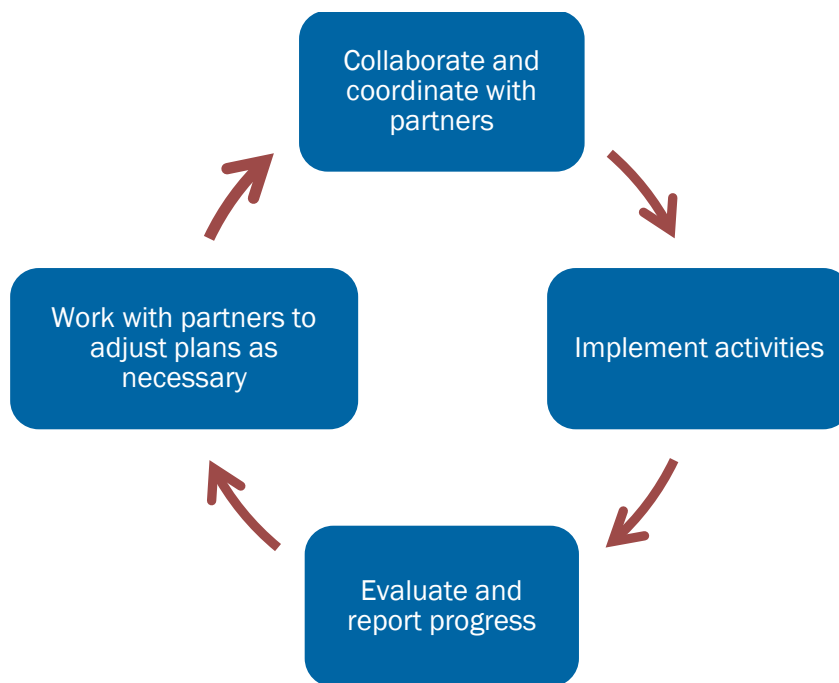 Collaborate and
coordinate with
partners
Implement activities
Evaluate and
report progress
Work with partners to
adjust plans as
necessary